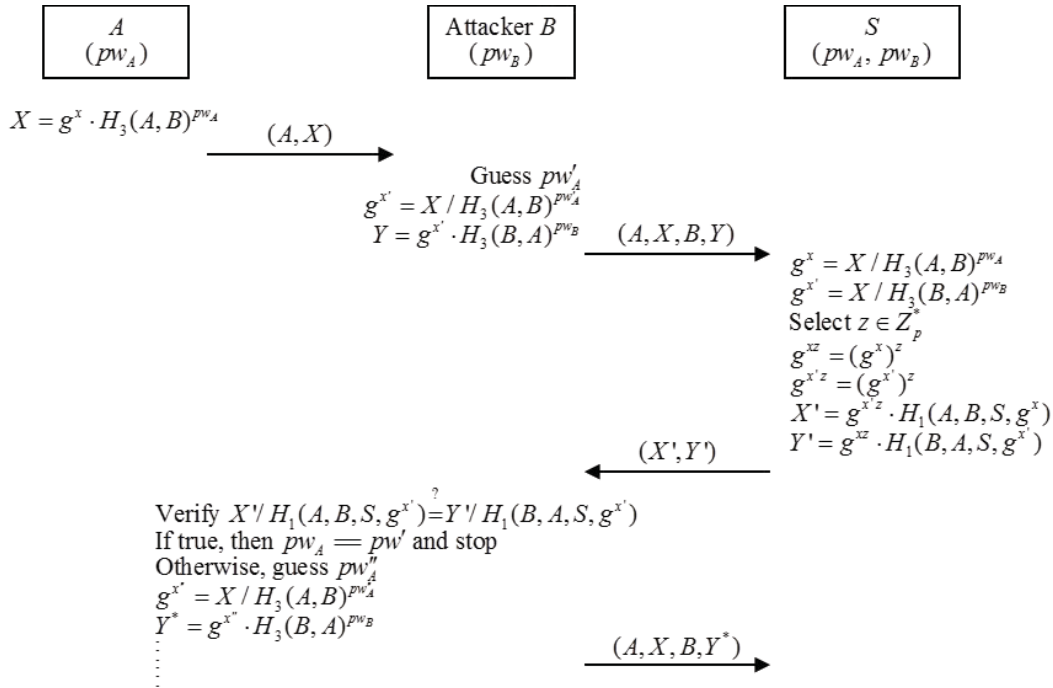 A
(pw_A)
Attacker B
(pw_B)
S
(pw_A, pw_B)
X = g^x · H_3(A, B)^{pw_A}
(A, X)
Guess pw'_A
g^{x'} = X / H_3(A, B)^{pw'_A}
Y = g^{x'} · H_3(B, A)^{pw_B}
(A, X, B, Y)
g^x = X / H_3(A, B)^{pw_A}
g^{x'} = X / H_3(B, A)^{pw_B}
Select z ∈ Z_p^*
g^{xz} = (g^x)^z
g^{x'z} = (g^{x'})^z
X' = g^{x'z} · H_1(A, B, S, g^x)
Y' = g^{xz} · H_1(B, A, S, g^{x'})
(X', Y')
Verify X'/ H_1(A, B, S, g^{x'}) ?= Y'/ H_1(B, A, S, g^{x'})
If true, then pw_A == pw' and stop
Otherwise, guess pw''_A
g^{x''} = X / H_3(A, B)^{pw''_A}
Y^* = g^{x''} · H_3(B, A)^{pw_B}
(A, X, B, Y^*)